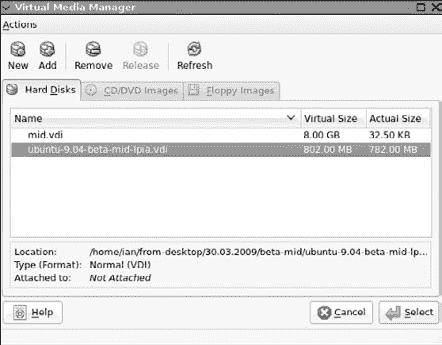 Virtual Media Manager
Actions
New Add Remove Release Refresh
Hard Disks CD/DVD Images Floppy Images
Name Virtual Size Actual Size
mid.vdi 8.00 GB 32.50 KB
ubuntu-9.04-beta-mid-lpia.vdi 802.00 MB 782.00 MB
Location: /home/ian/from-desktop/30.03.2009/beta-mid/ubuntu-9.04-beta-mid-lp...
Type (Format): Normal (VDI)
Attached to: Not Attached
Help Cancel Select